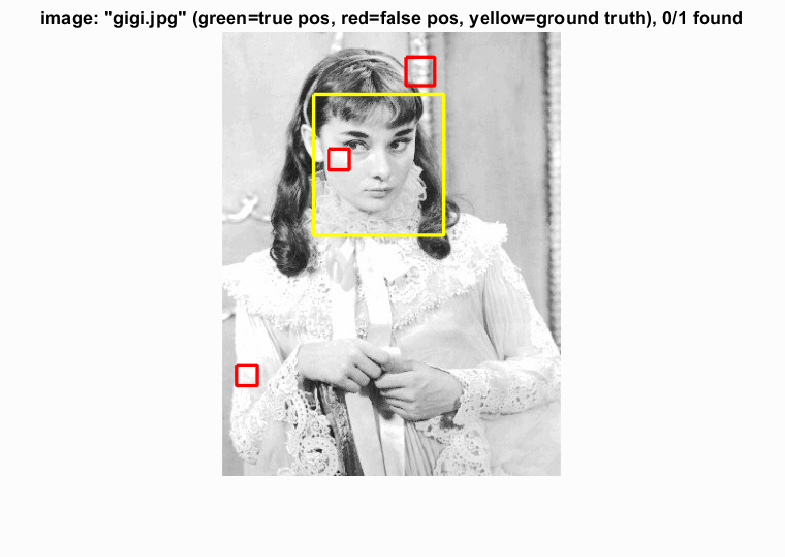 image: "gigi.jpg" (green=true pos, red=false pos, yellow=ground truth), 0/1 found